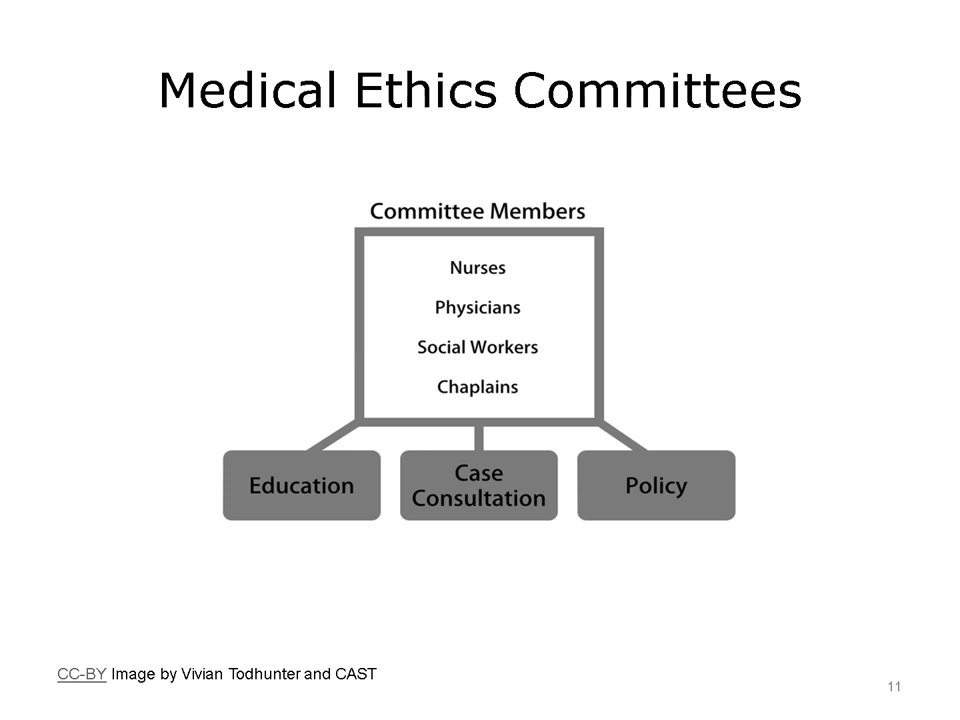 Medical Ethics Committees
Committee Members
Nurses
Physicians
Social Workers
Chaplains
Education
Case
Consultation
Policy
CC-BY Image by Vivian Todhunter and CAST
11